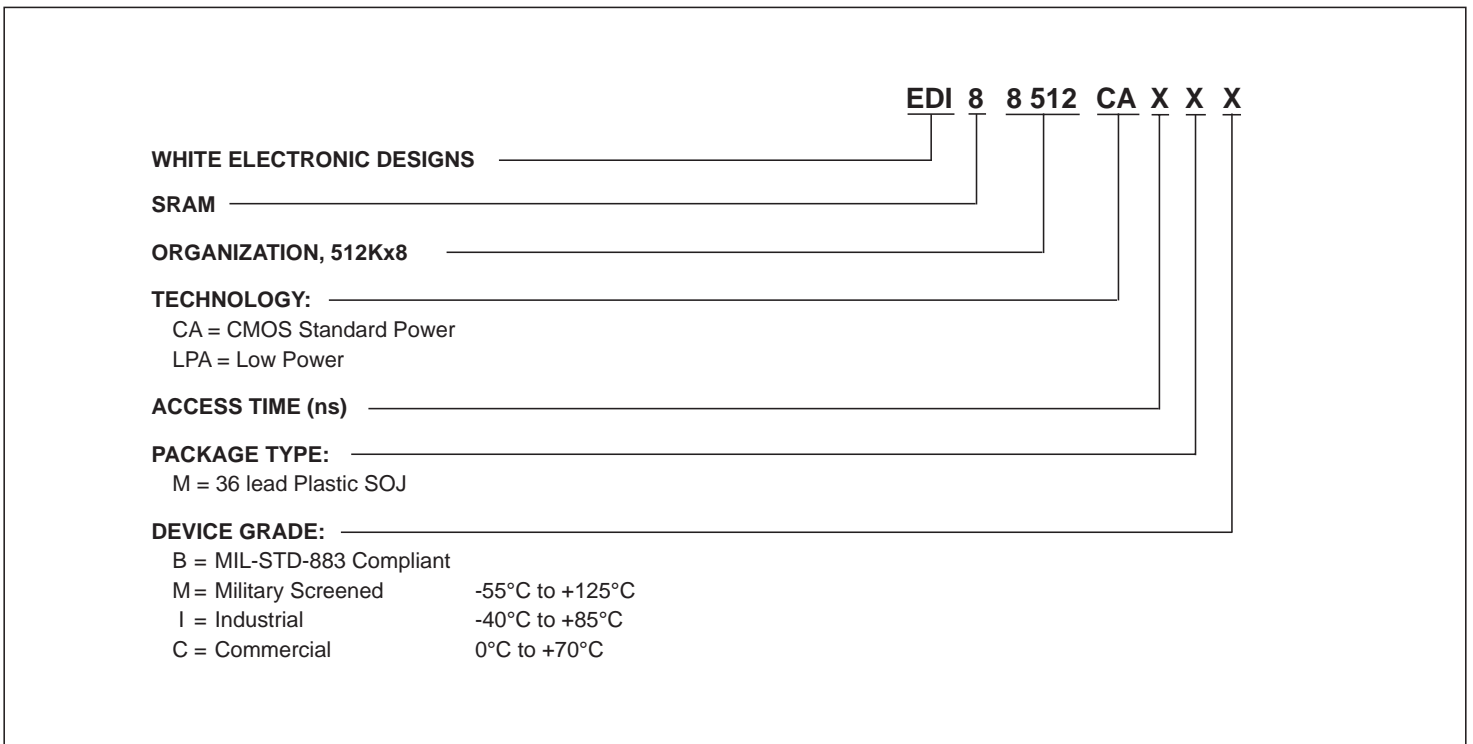 EDI 8 8 512 CA X X X
WHITE ELECTRONIC DESIGNS
SRAM
ORGANIZATION, 512Kx8
TECHNOLOGY:
CA = CMOS Standard Power
LPA = Low Power
ACCESS TIME (ns)
PACKAGE TYPE:
M = 36 lead Plastic SOJ
DEVICE GRADE:
B = MIL-STD-883 Compliant
M = Military Screened -55°C to +125°C
I = Industrial -40°C to +85°C
C = Commercial 0°C to +70°C